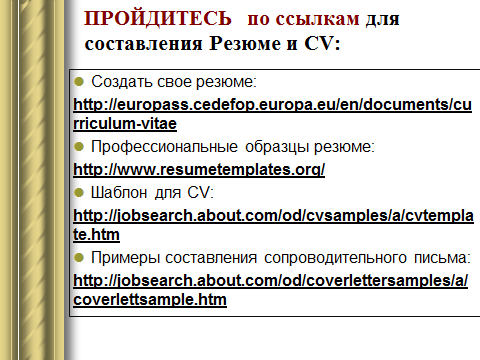 ПРОЙДИТЕСЬ по ссылкам для
составления Резюме и CV:
Создать свое резюме:
http://europass.cedefop.europa.eu/en/documents/cu
rriculum-vitae
Профессиональные образцы резюме:
http://www.resumetemplates.org/
Шаблон для CV:
http://jobsearch.about.com/od/cvsamples/a/cvtempla
te.htm
Примеры составления сопроводительного письма:
http://jobsearch.about.com/od/coverlettersamples/a/
coverlettsample.htm